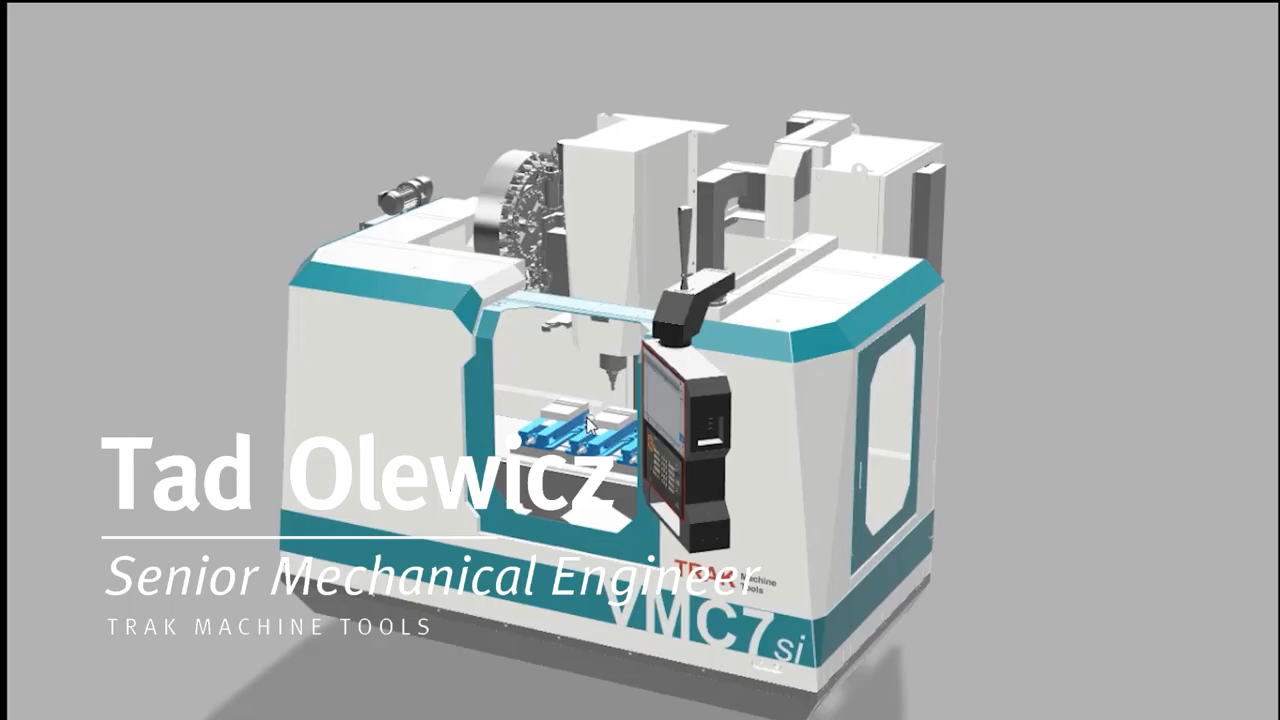 Tad Olewicz
Senior Mechanical Engineer
TRAK MACHINE TOOLS
TRAK Machine Tools
VMC7si